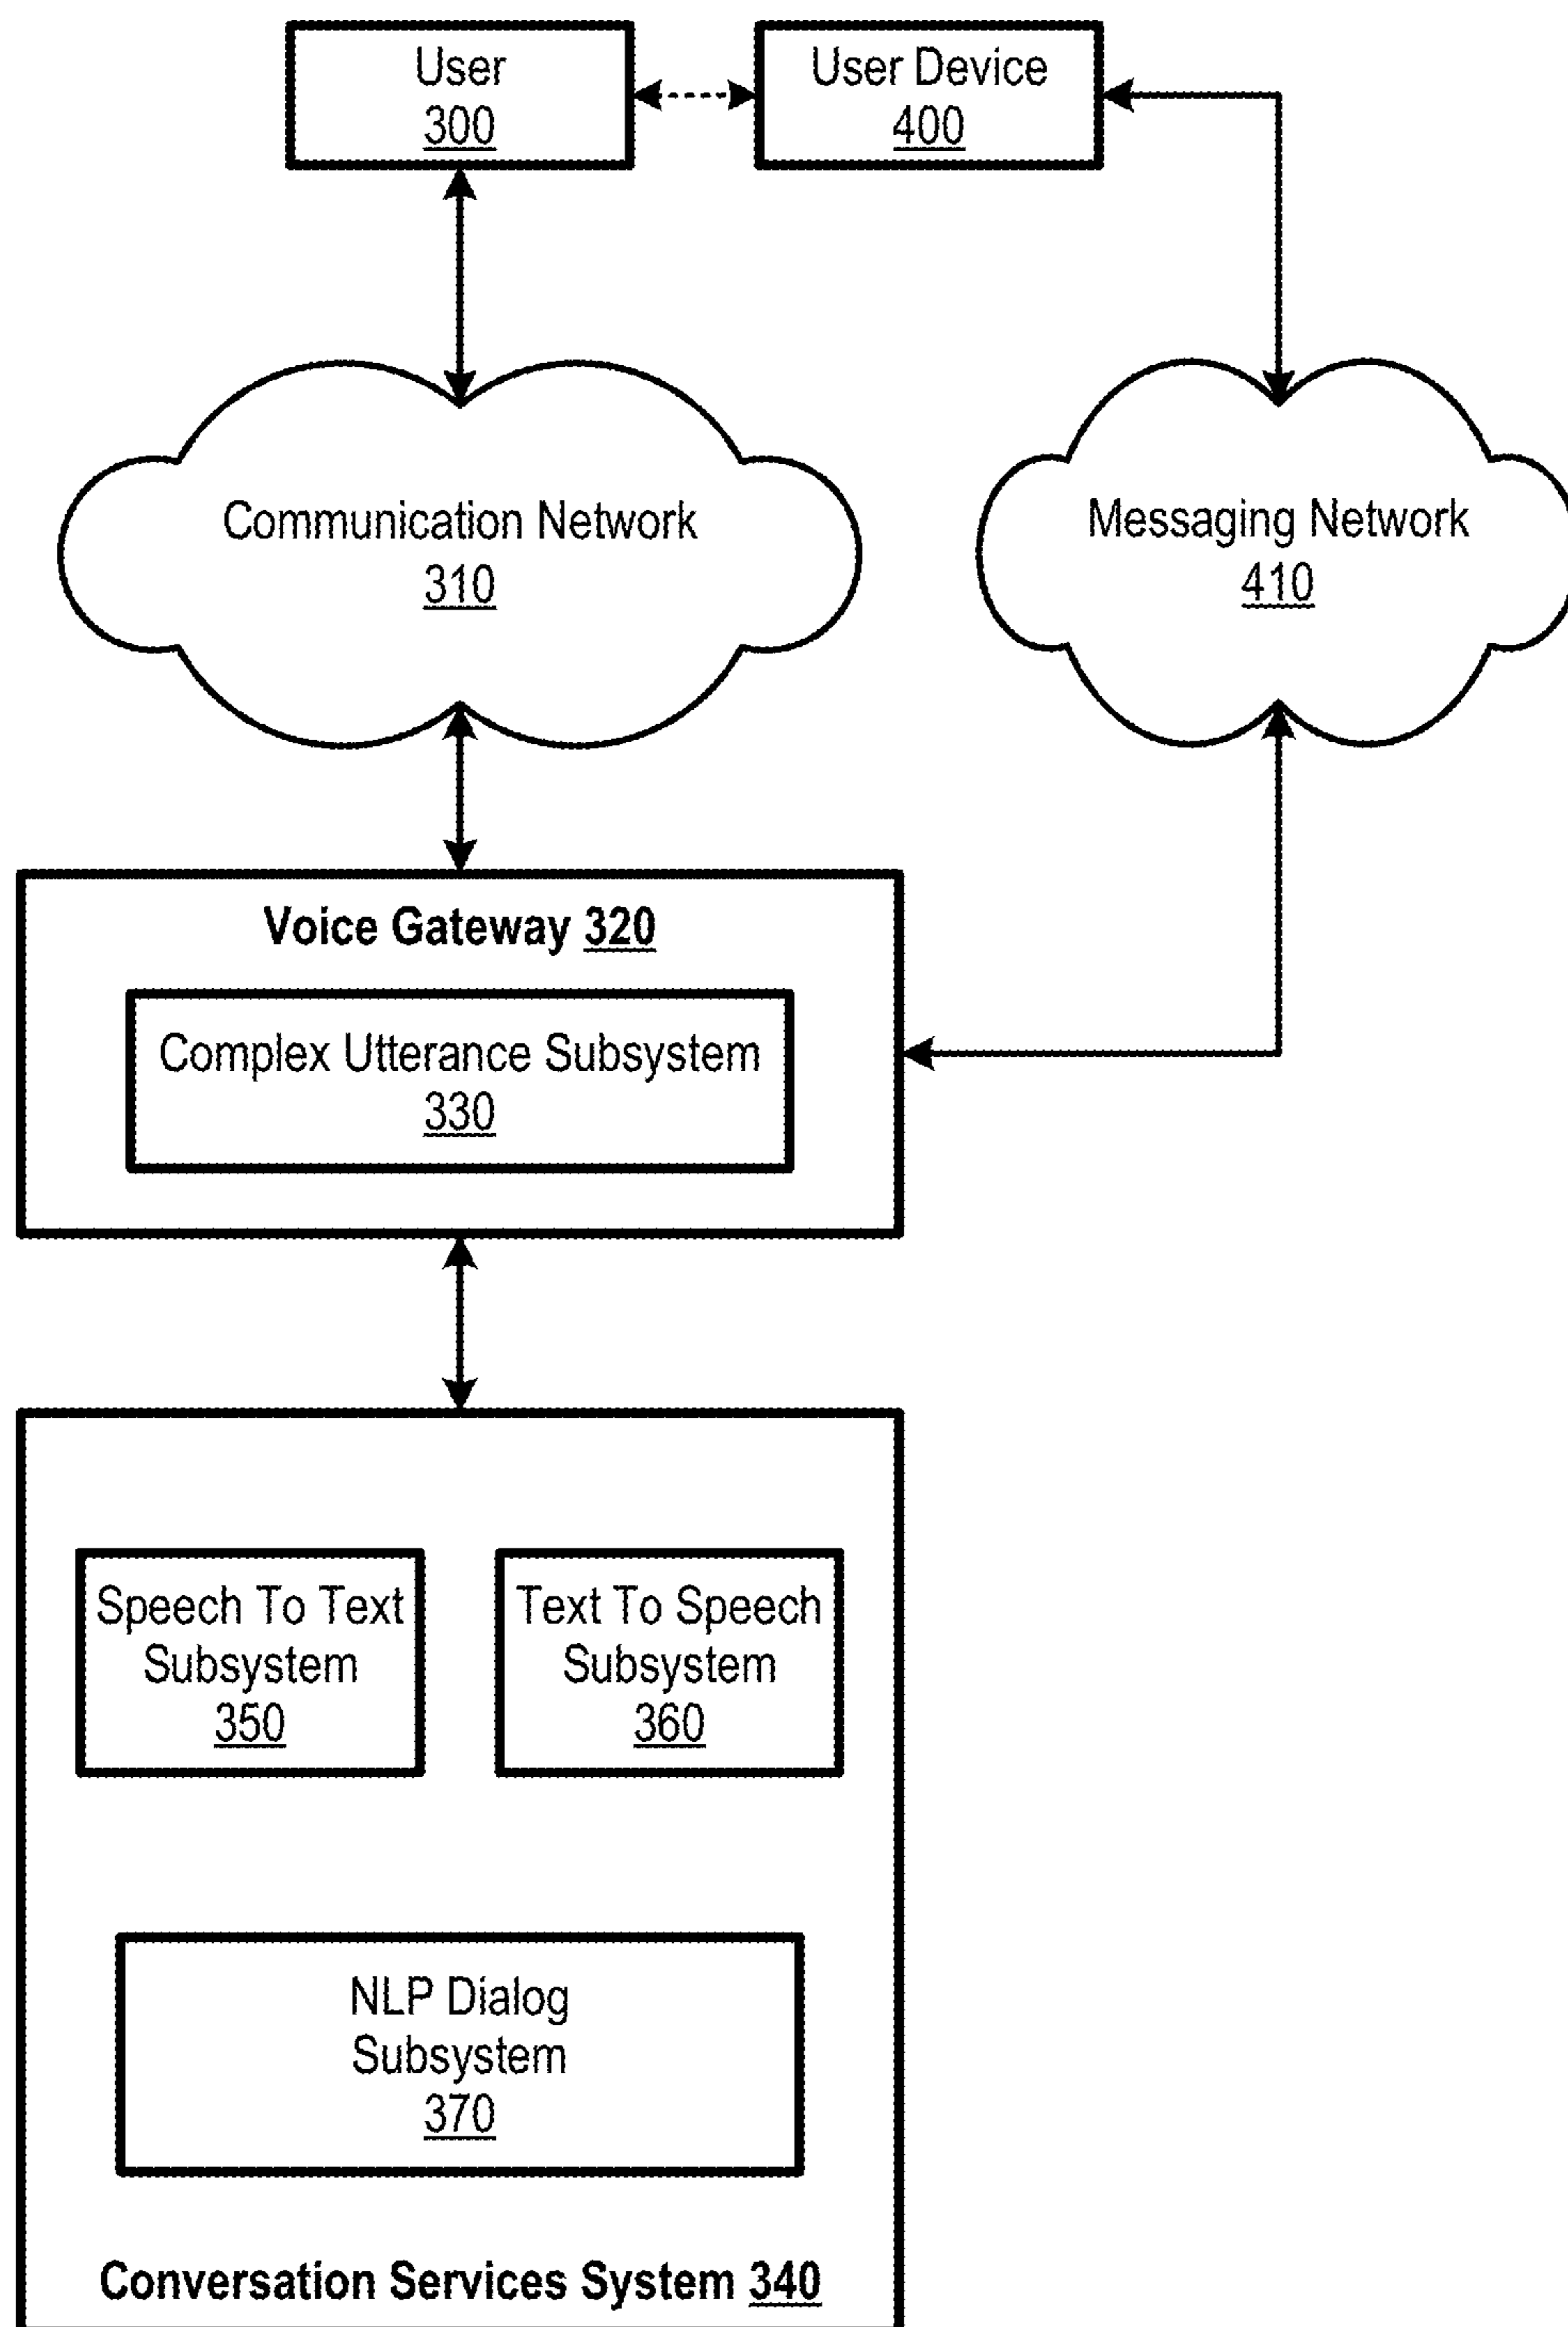 User
300
User Device
400
Communication Network
310
Messaging Network
410
Voice Gateway 320
Complex Utterance Subsystem
330
Speech To Text
Subsystem
350
Text To Speech
Subsystem
360
NLP Dialog
Subsystem
370
Conversation Services System 340